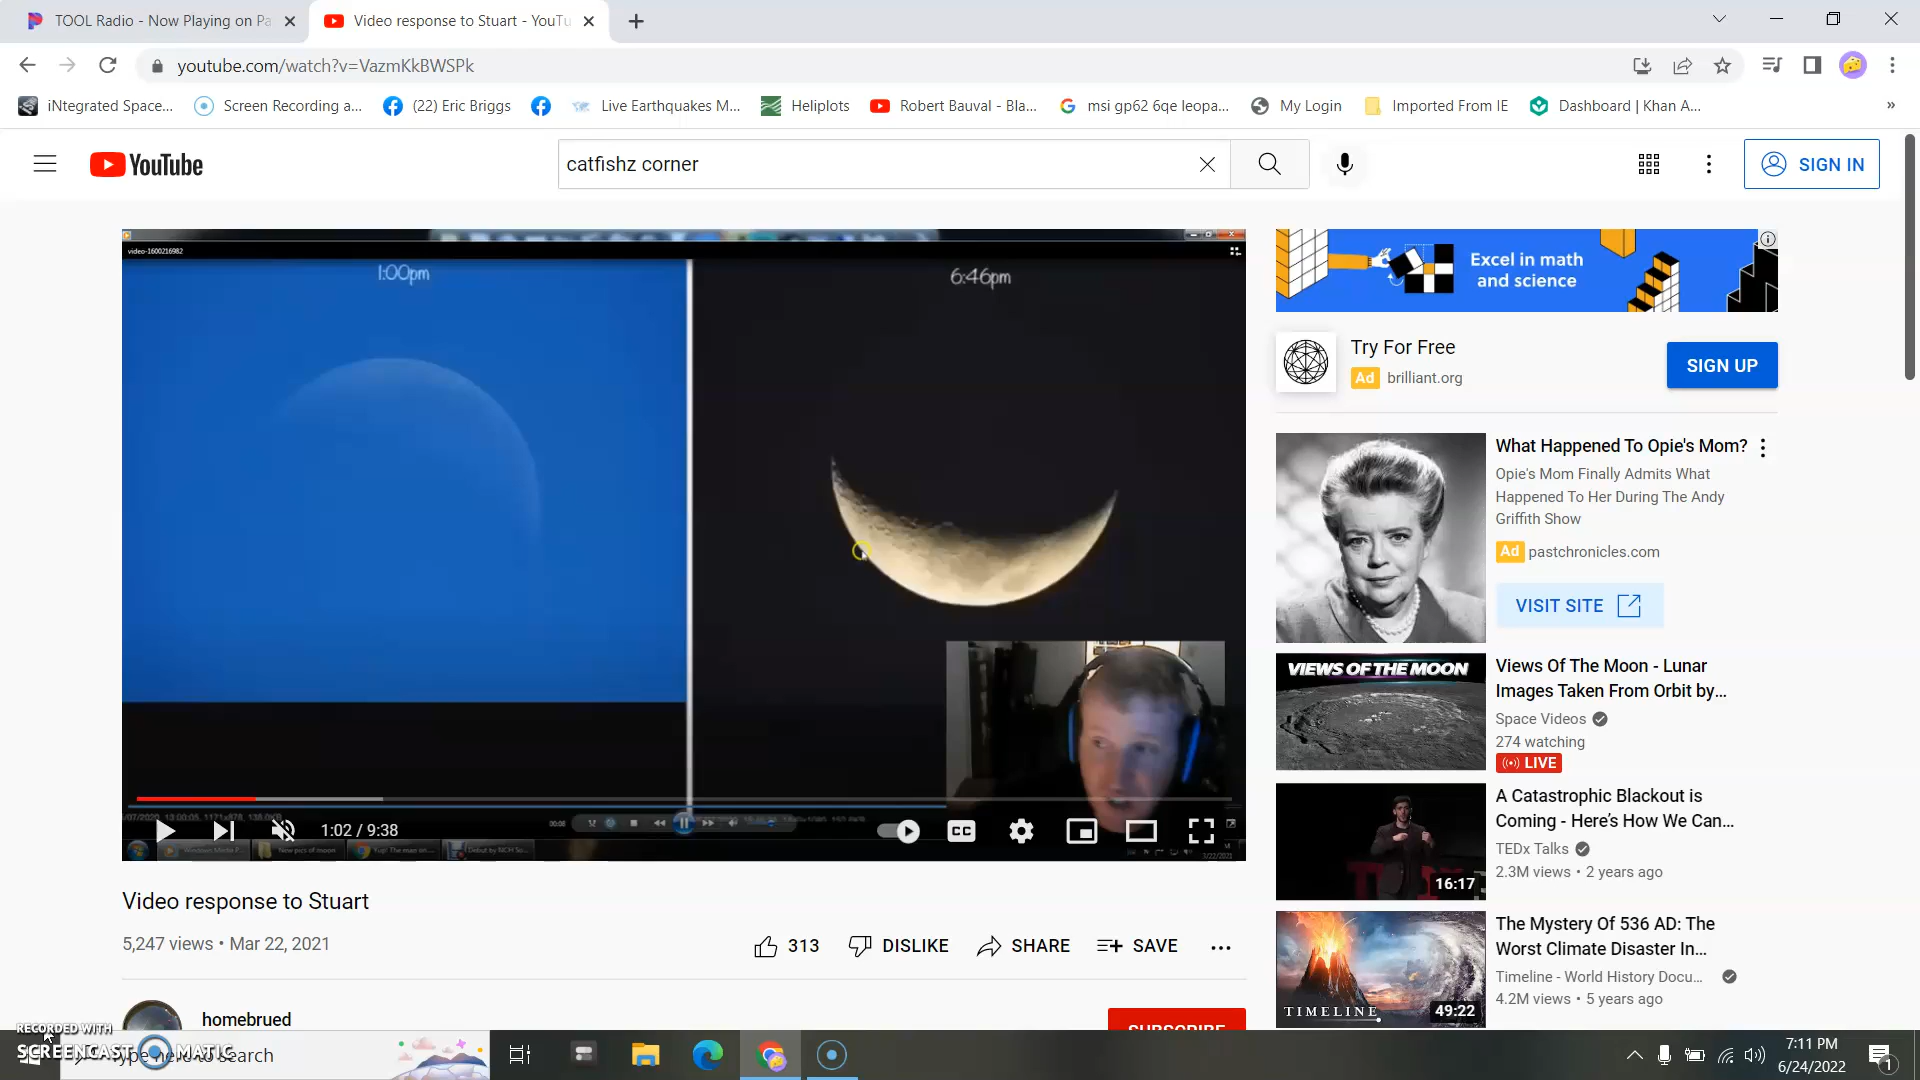 TOOL Radio - Now Playing on Pa
Video response to Stuart - YouTu
youtube.com/watch?v=VazmKkBWSPk
iNtegrated Space...
Screen Recording a...
(22) Eric Briggs
Live Earthquakes M...
Heliplots
Robert Bauval - Bla...
msi gp62 6qe leopa...
My Login
Imported From IE
Dashboard | Khan A...
»
YouTube
catfishz corner
SIGN IN
video-1600216982
1:00pm
6:46pm
1:02 / 9:38
CC
Video response to Stuart
5,247 views • Mar 22, 2021
313
DISLIKE
SHARE
SAVE
homebrued
SUBSCRIBE
Excel in math
and science
Try For Free
Ad brilliant.org
SIGN UP
What Happened To Opie's Mom?
Opie's Mom Finally Admits What
Happened To Her During The Andy
Griffith Show
Ad pastchronicles.com
VISIT SITE
VIEWS OF THE MOON
Views Of The Moon - Lunar
Images Taken From Orbit by...
Space Videos
274 watching
LIVE
A Catastrophic Blackout is
Coming - Here's How We Can...
TEDx Talks
2.3M views • 2 years ago
16:17
The Mystery Of 536 AD: The
Worst Climate Disaster In...
Timeline - World History Docu...
4.2M views • 5 years ago
TIMELINE
49:22
RECORDED WITH
SCREENCAST MATIC
Type here to search
7:11 PM
6/24/2022
1